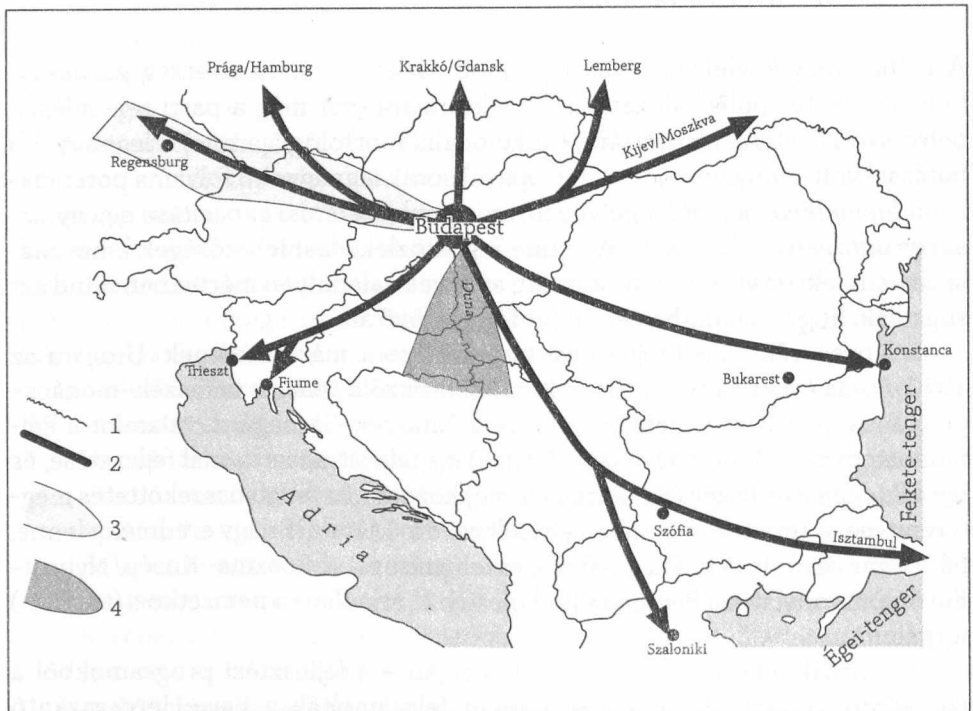 Prága/Hamburg
Krakkó/Gdansk
Lemberg
Regensburg
Kijev/Moszkva
Budapest
Duna
Trieszt
Fiume
Konstanca
Bukarest
Fekete-tenger
1
2
3
4
Adria
Szófia
Isztambul
Szaloniki
Égei-tenger